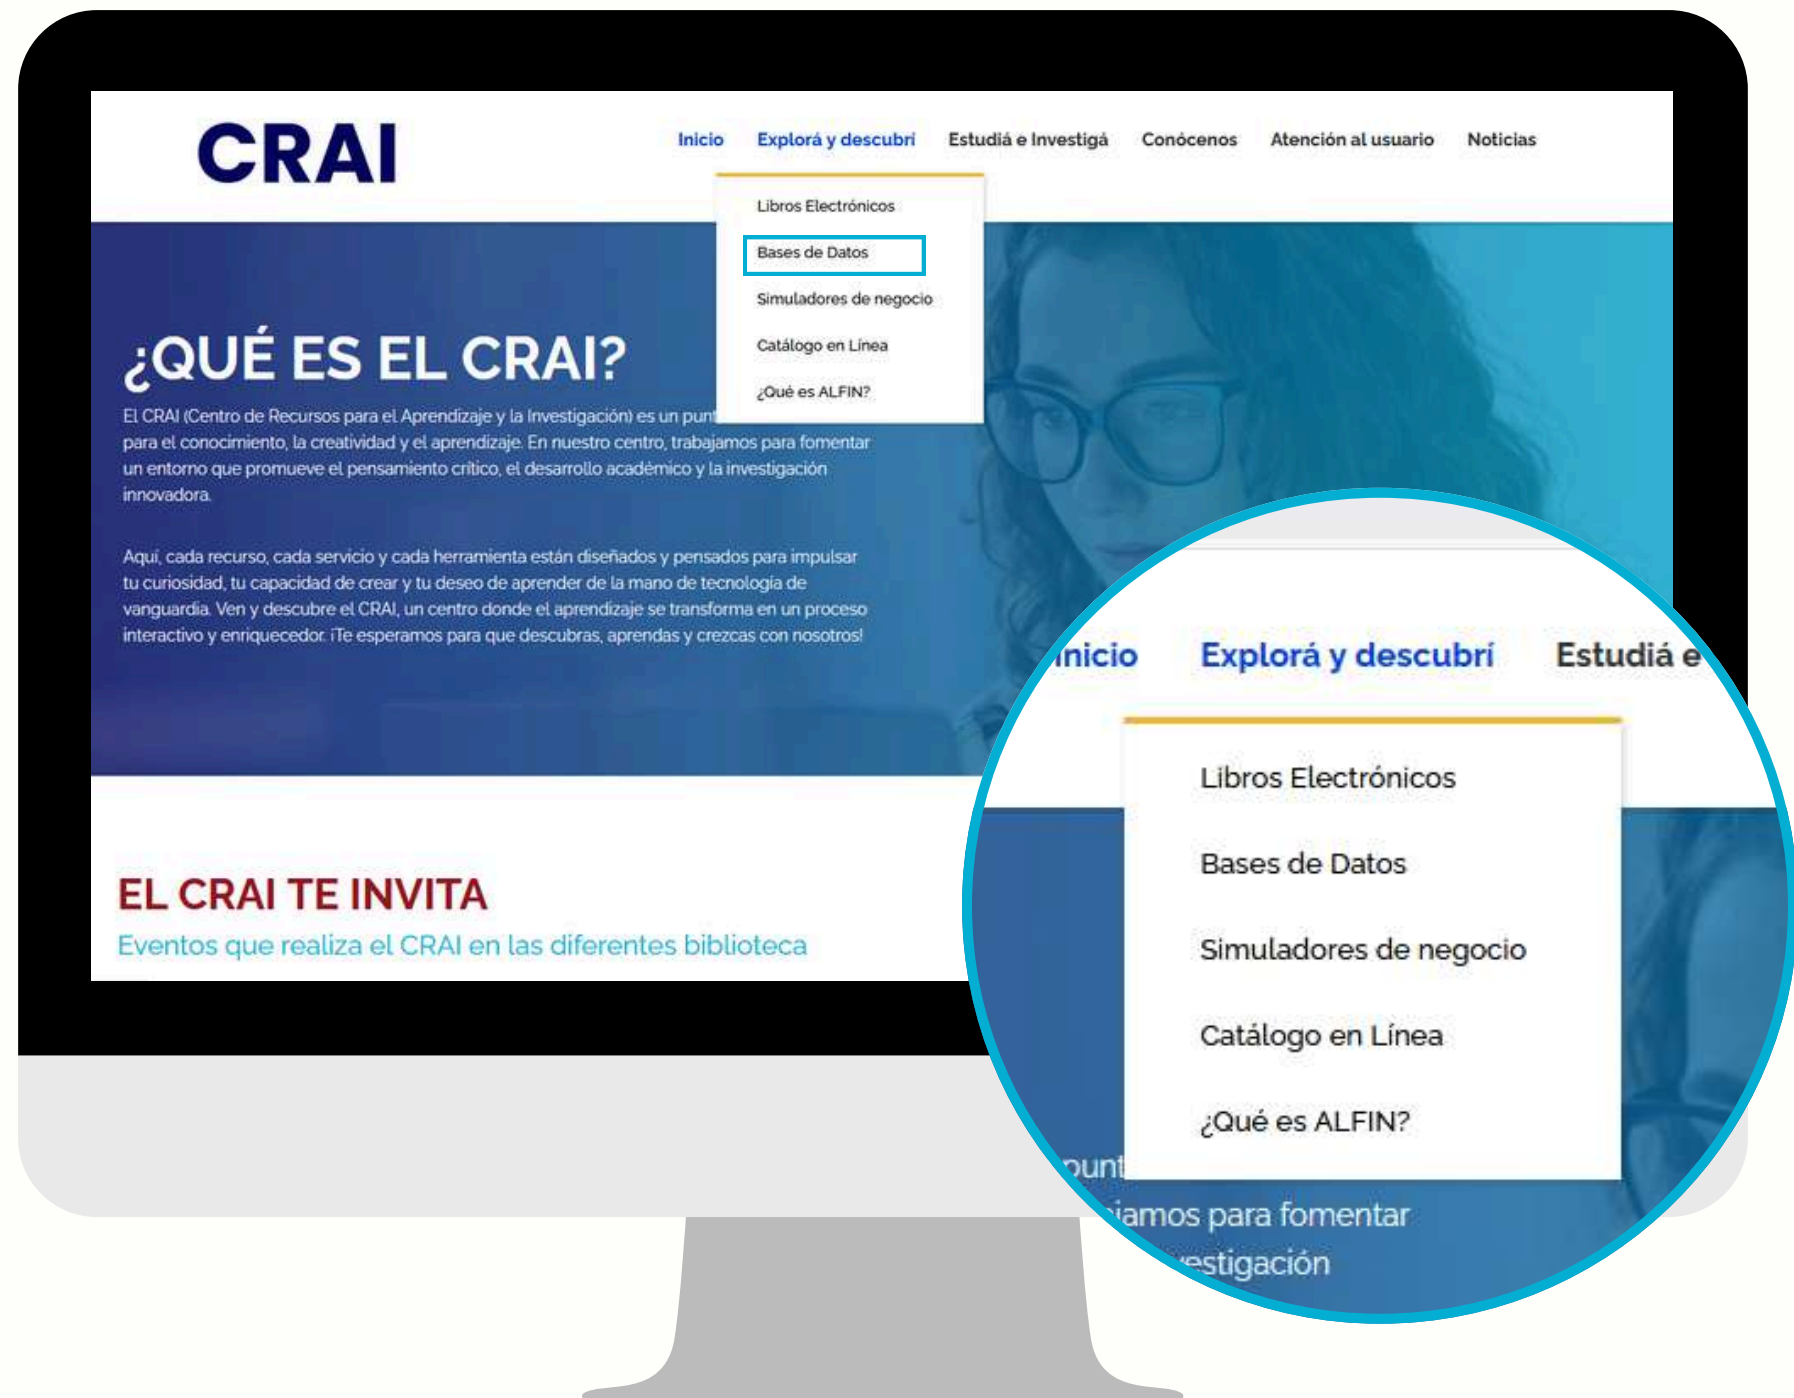 CRAI
Inicio Explorá y descubrí Estudiá e Investigá Conócenos Atención al usuario Noticias
Libros Electrónicos
Bases de Datos
Simuladores de negocio
Catálogo en Línea
¿Qué es ALFIN?
¿QUÉ ES EL CRAI?
El CRAI (Centro de Recursos para el Aprendizaje y la Investigación) es un punt
para el conocimiento, la creatividad y el aprendizaje. En nuestro centro, trabajamos para fomentar
un entorno que promueve el pensamiento crítico, el desarrollo académico y la investigación
innovadora.
Aquí, cada recurso, cada servicio y cada herramienta están diseñados y pensados para impulsar
tu curiosidad, tu capacidad de crear y tu deseo de aprender de la mano de tecnología de
vanguardia. Ven y descubre el CRAI, un centro donde el aprendizaje se transforma en un proceso
interactivo y enriquecedor. ¡Te esperamos para que descubras, aprendas y crezcas con nosotros!
EL CRAI TE INVITA
Eventos que realiza el CRAI en las diferentes biblioteca
Inicio Explorá y descubrí Estudiá e
Libros Electrónicos
Bases de Datos
Simuladores de negocio
Catálogo en Línea
¿Qué es ALFIN?
punt
jamos para fomentar
estigación